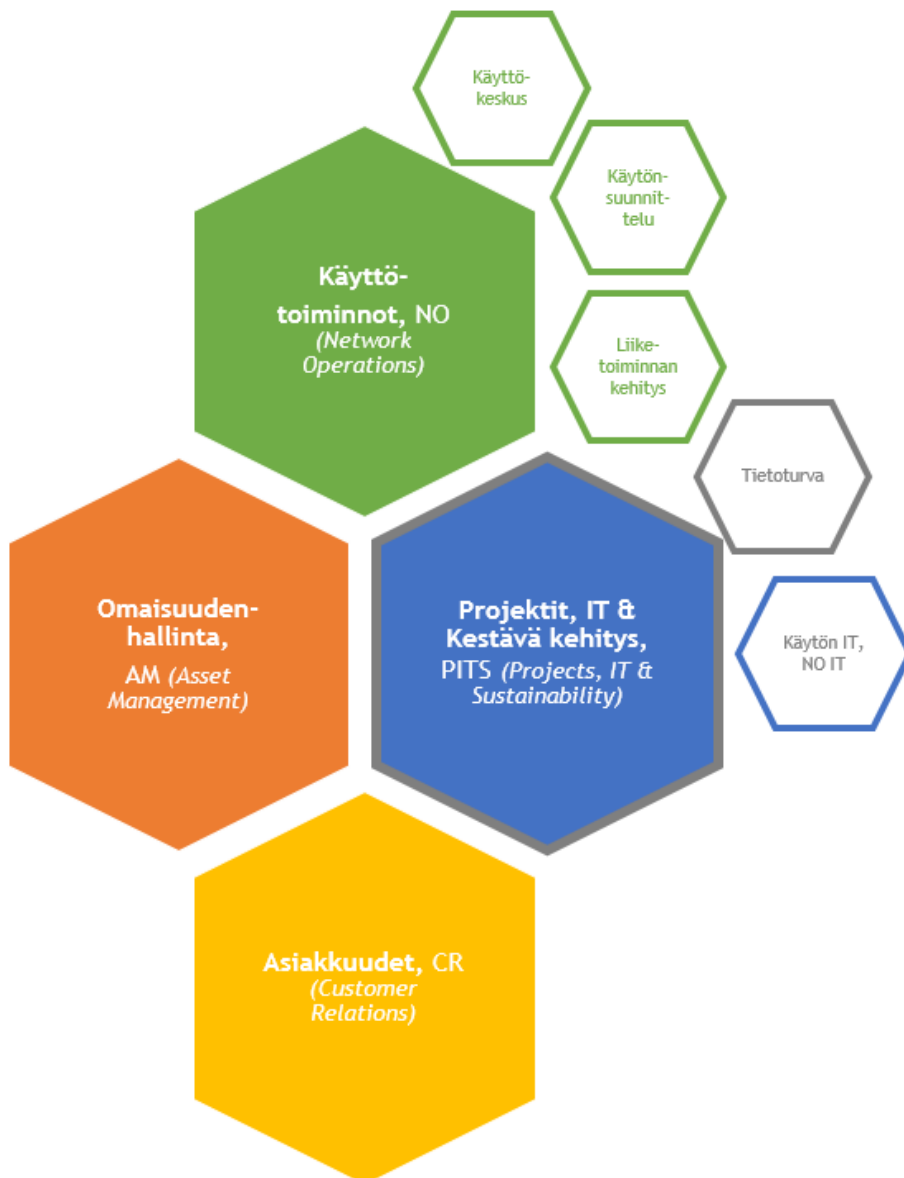 Käyttö-
keskus
Käytön-
suunnit-
telu
Käyttö-
toiminnot, NO
(Network
Operations)
Liike-
toiminnan
kehitys
Tietoturva
Omaisuuden-
hallinta,
AM (Asset
Management)
Projektit, IT &
Kestävä kehitys,
PITS (Projects, IT &
Sustainability)
Käytön IT,
NO IT
Asiakkuudet, CR
(Customer
Relations)